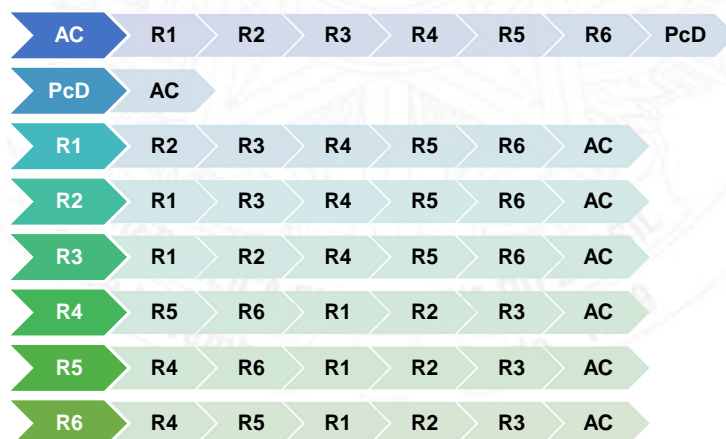 AC R1 R2 R3 R4 R5 R6 PcD
PcD AC
R1 R2 R3 R4 R5 R6 AC
R2 R1 R3 R4 R5 R6 AC
R3 R1 R2 R4 R5 R6 AC
R4 R5 R6 R1 R2 R3 AC
R5 R4 R6 R1 R2 R3 AC
R6 R4 R5 R1 R2 R3 AC